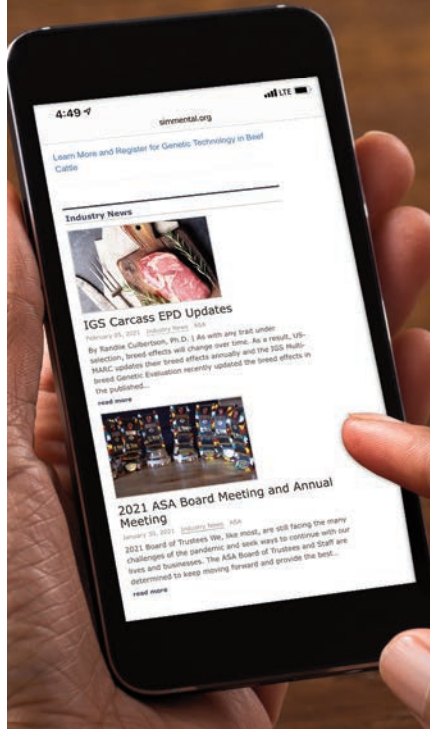 4:49
LTE
simmental.org
Learn More and Register for Genetic Technology in Beef
Cattle
Industry News
IGS Carcass EPD Updates
February 05, 2021 Industry News ASA
By Randie Culbertson, Ph.D. | As with any trait under
selection, breed effects will change over time. As a result, US-
MARC updates their breed effects annually and the IGS Multi-
breed Genetic Evaluation recently updated the breed effects in
the published...
read more
2021 ASA Board Meeting and Annual
Meeting
January 2021 Industry News ASA
2021 Board of Trustees We, like most, are still facing the many
challenges of the pandemic and seek ways to continue with our
lives and businesses. The ASA Board of Trustees and Staff are
determined to keep moving forward and provide the best...
read more